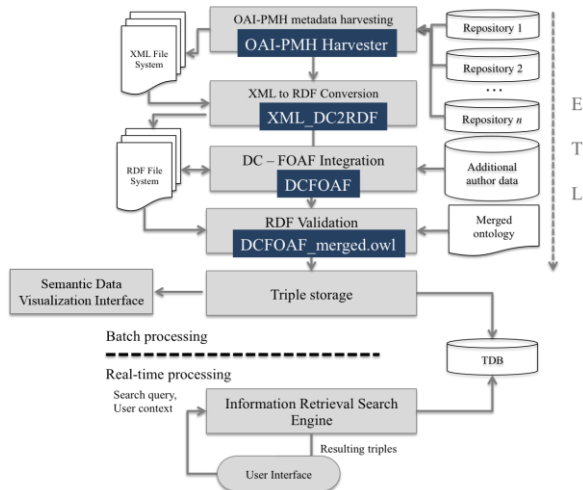 OAI-PMH metadata harvesting
OAI-PMH Harvester
XML File
System
Repository 1
Repository 2
...
Repository n
XML to RDF Conversion
XML_DC2RDF
E
T
L
RDF File
System
DC – FOAF Integration
DCFOAF
Additional
author data
RDF Validation
DCFOAF_merged.owl
Merged
ontology
Semantic Data
Visualization Interface
Triple storage
Batch processing
TDB
Real-time processing
Search query,
User context
Information Retrieval Search
Engine
Resulting triples
User Interface